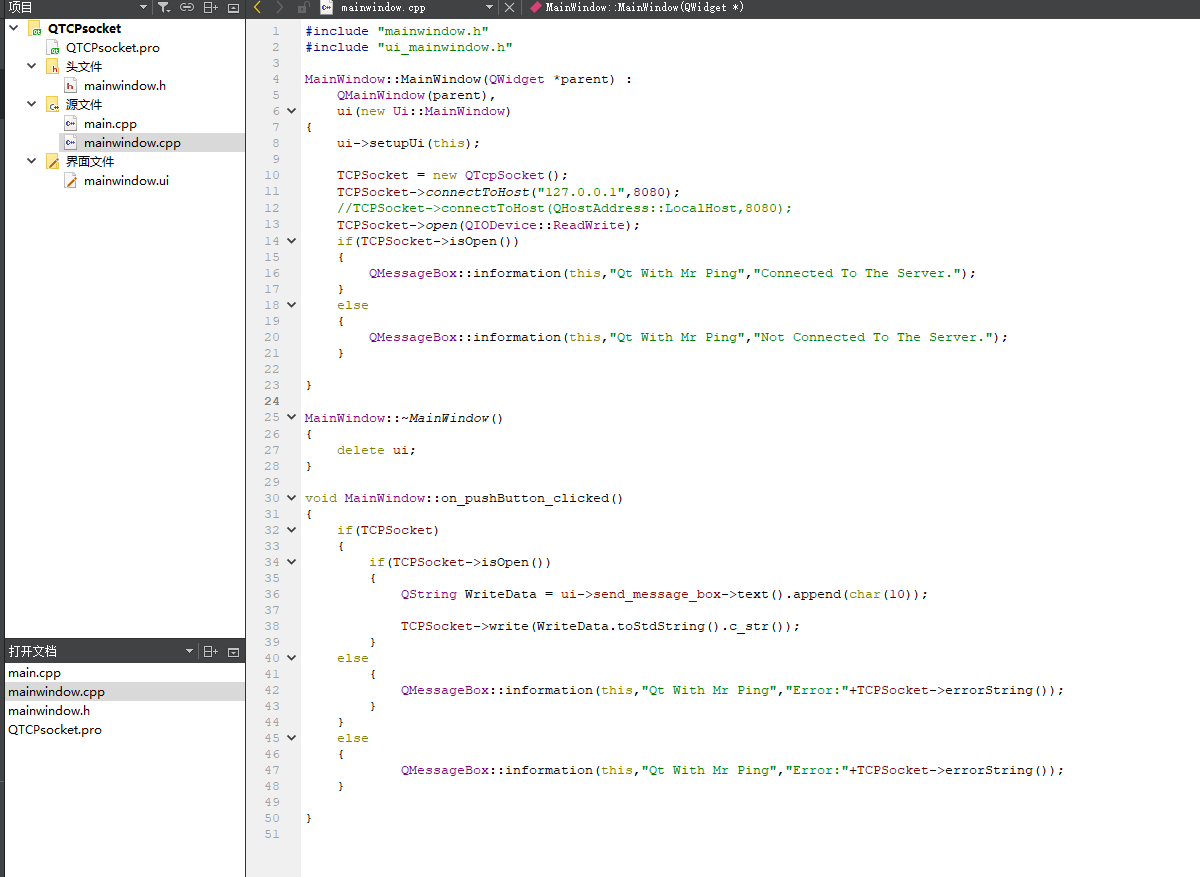 项目
mainwindow.cpp
MainWindow::MainWindow(QWidget *)
QTCPsocket
QTCPsocket.pro
头文件
mainwindow.h
源文件
main.cpp
mainwindow.cpp
界面文件
mainwindow.ui
打开文档
main.cpp
mainwindow.cpp
mainwindow.h
QTCPsocket.pro
1 #include "mainwindow.h"
2 #include "ui_mainwindow.h"
3
4 MainWindow::MainWindow(QWidget *parent) :
5     QMainWindow(parent),
6     ui(new Ui::MainWindow)
7 {
8     ui->setupUi(this);
9
10     TCPSocket = new QTcpSocket();
11     TCPSocket->connectToHost("127.0.0.1",8080);
12     //TCPSocket->connectToHost(QHostAddress::LocalHost,8080);
13     TCPSocket->open(QIODevice::ReadWrite);
14     if(TCPSocket->isOpen())
15     {
16         QMessageBox::information(this,"Qt With Mr Ping","Connected To The Server.");
17     }
18     else
19     {
20         QMessageBox::information(this,"Qt With Mr Ping","Not Connected To The Server.");
21     }
22
23 }
24
25 MainWindow::~MainWindow()
26 {
27     delete ui;
28 }
29
30 void MainWindow::on_pushButton_clicked()
31 {
32     if(TCPSocket)
33     {
34         if(TCPSocket->isOpen())
35         {
36             QString WriteData = ui->send_message_box->text().append(char(10));
37
38             TCPSocket->write(WriteData.toStdString().c_str());
39         }
40     else
41         {
42             QMessageBox::information(this,"Qt With Mr Ping","Error:"+TCPSocket->errorString());
43         }
44     }
45     else
46     {
47             QMessageBox::information(this,"Qt With Mr Ping","Error:"+TCPSocket->errorString());
48     }
49
50 }
51